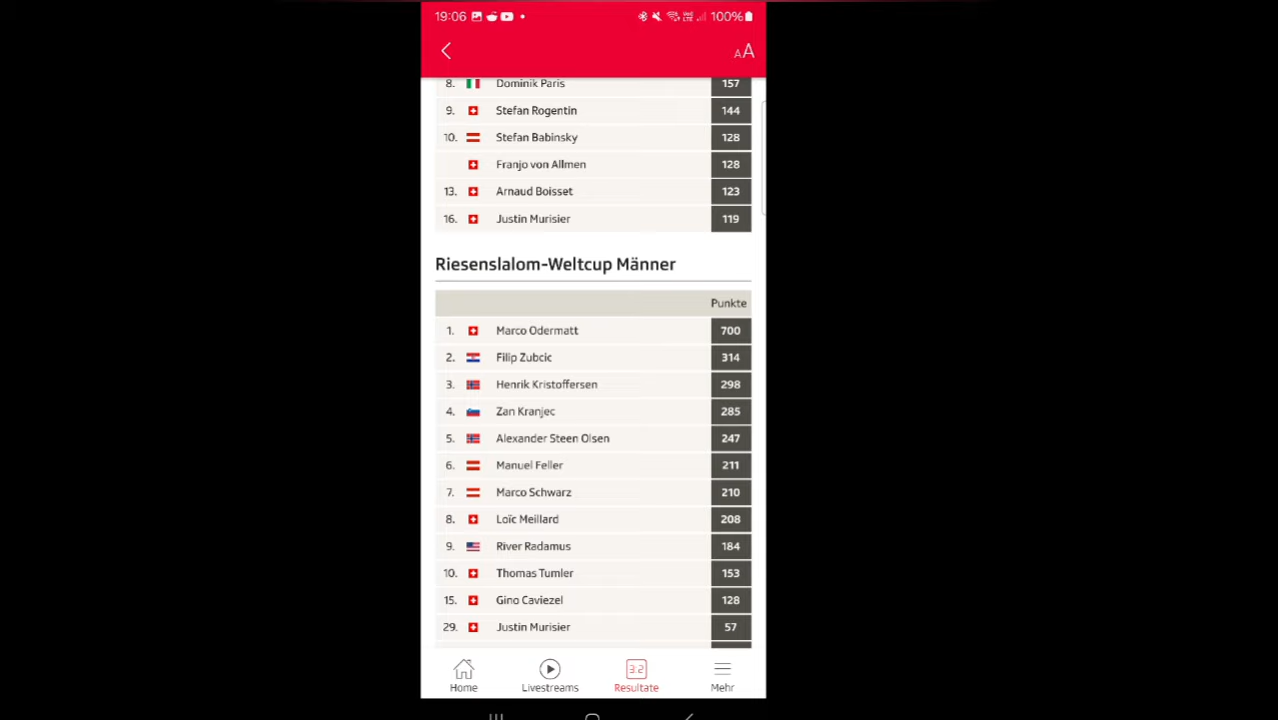 19:06 100%
AA
8. Dominik Paris 157
9. Stefan Rogentin 144
10. Stefan Babinsky 128
Franjo von Allmen 128
13. Arnaud Boisset 123
16. Justin Murisier 119
Riesenslalom-Weltcup Männer
Punkte
1. Marco Odermatt 700
2. Filip Zubcic 314
3. Henrik Kristoffersen 298
4. Zan Kranjec 285
5. Alexander Steen Olsen 247
6. Manuel Feller 211
7. Marco Schwarz 210
8. Loïc Meillard 208
9. River Radamus 184
10. Thomas Tumler 153
15. Gino Caviezel 128
29. Justin Murisier 57
3:2
Home Livestreams Resultate Mehr